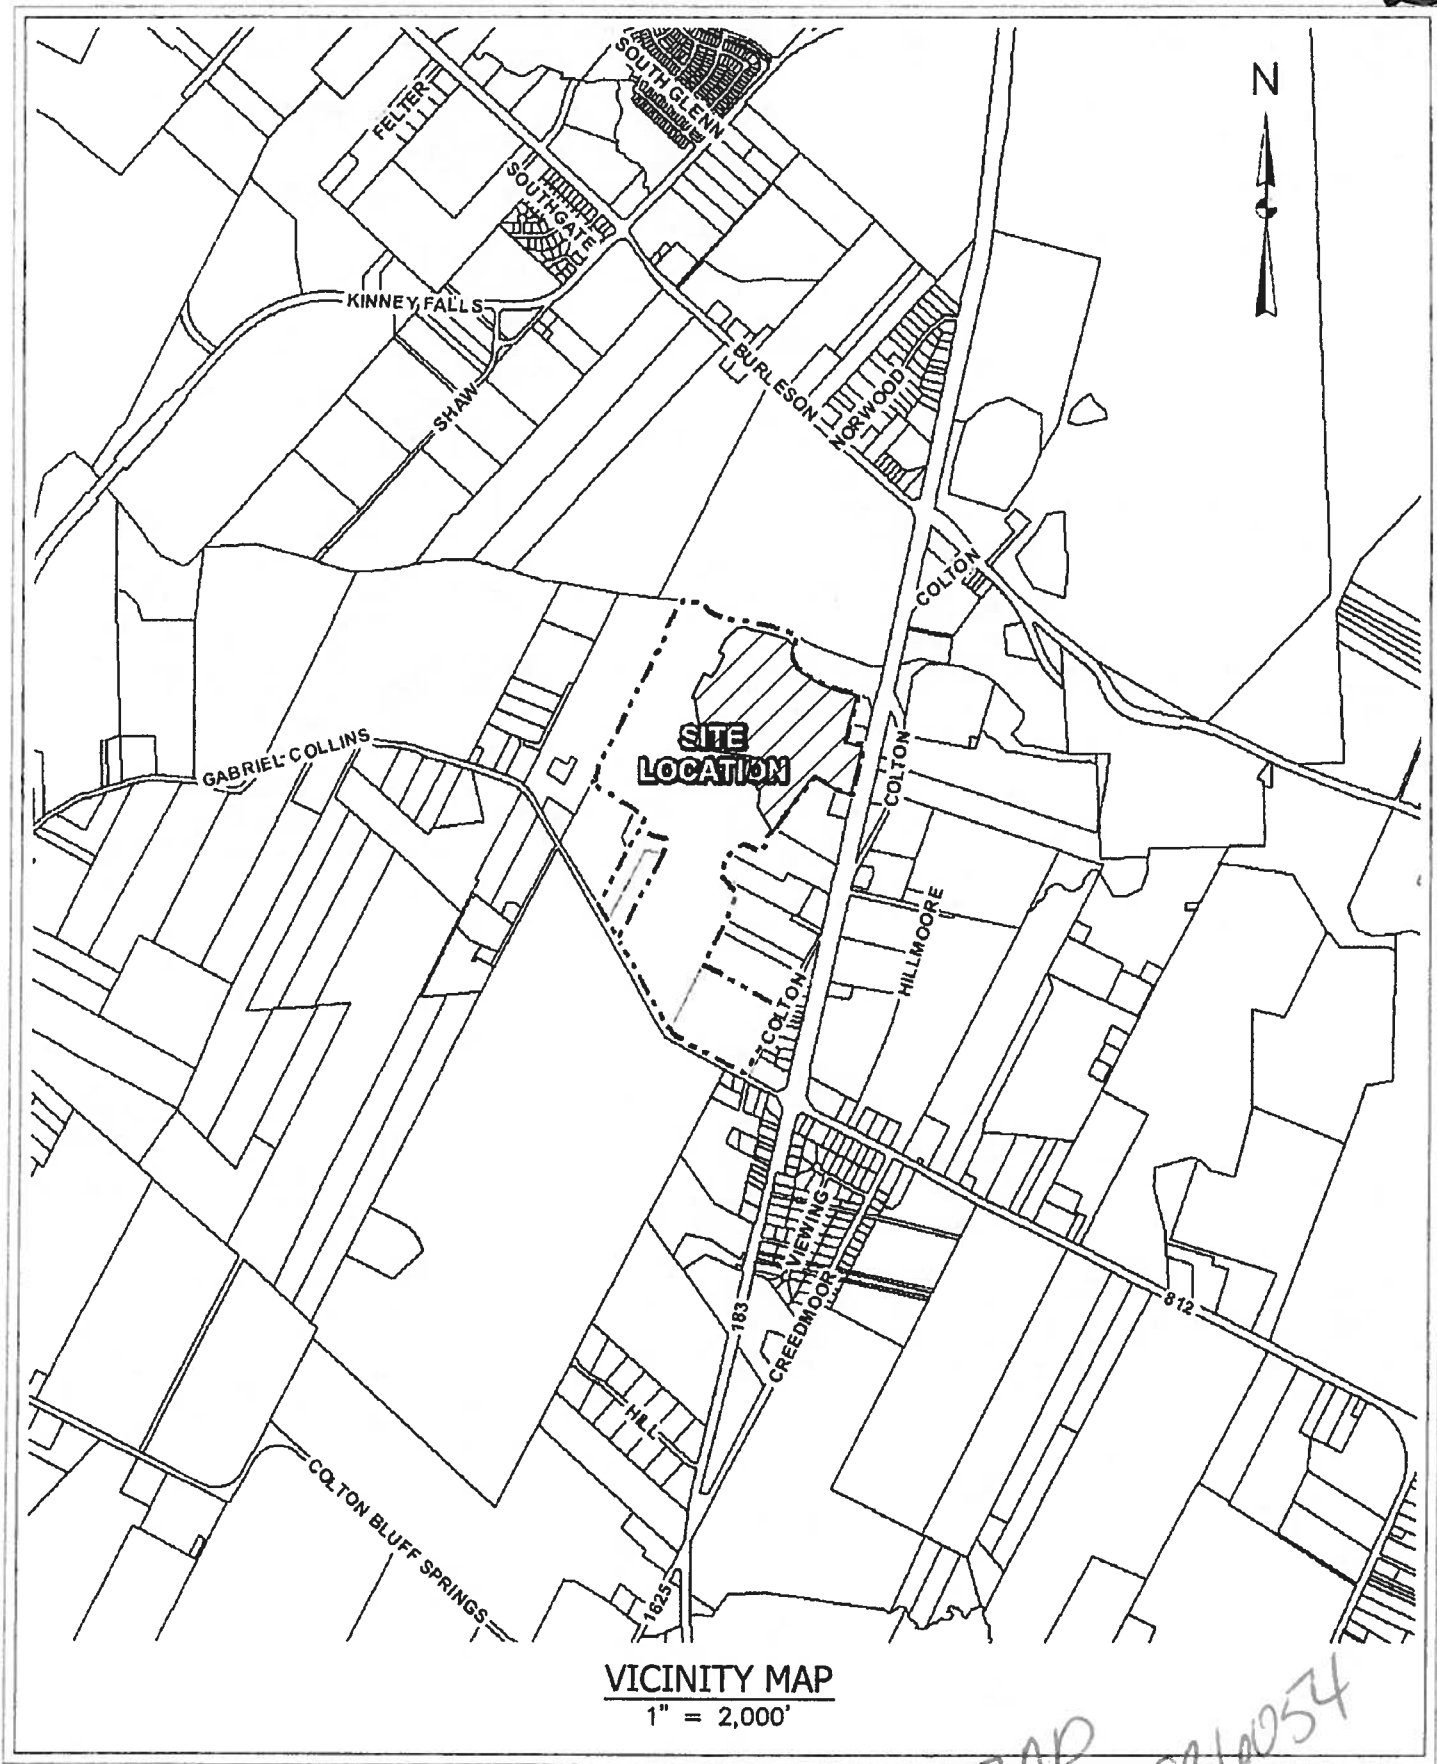 SOUTH GLENN
N
FELTER
SOUTHGATE
KINNEY FALLS
BURLESON
NORWOOD
SHAW
COLTON
GABRIEL-COLLINS
SITE
LOCATION
COLTON
HILLMOORE
COLTON
VIEWING
183
CREEDMOOR
812
HILL
COLTON BLUFF SPRINGS
1625
VICINITY MAP
1" = 2,000'